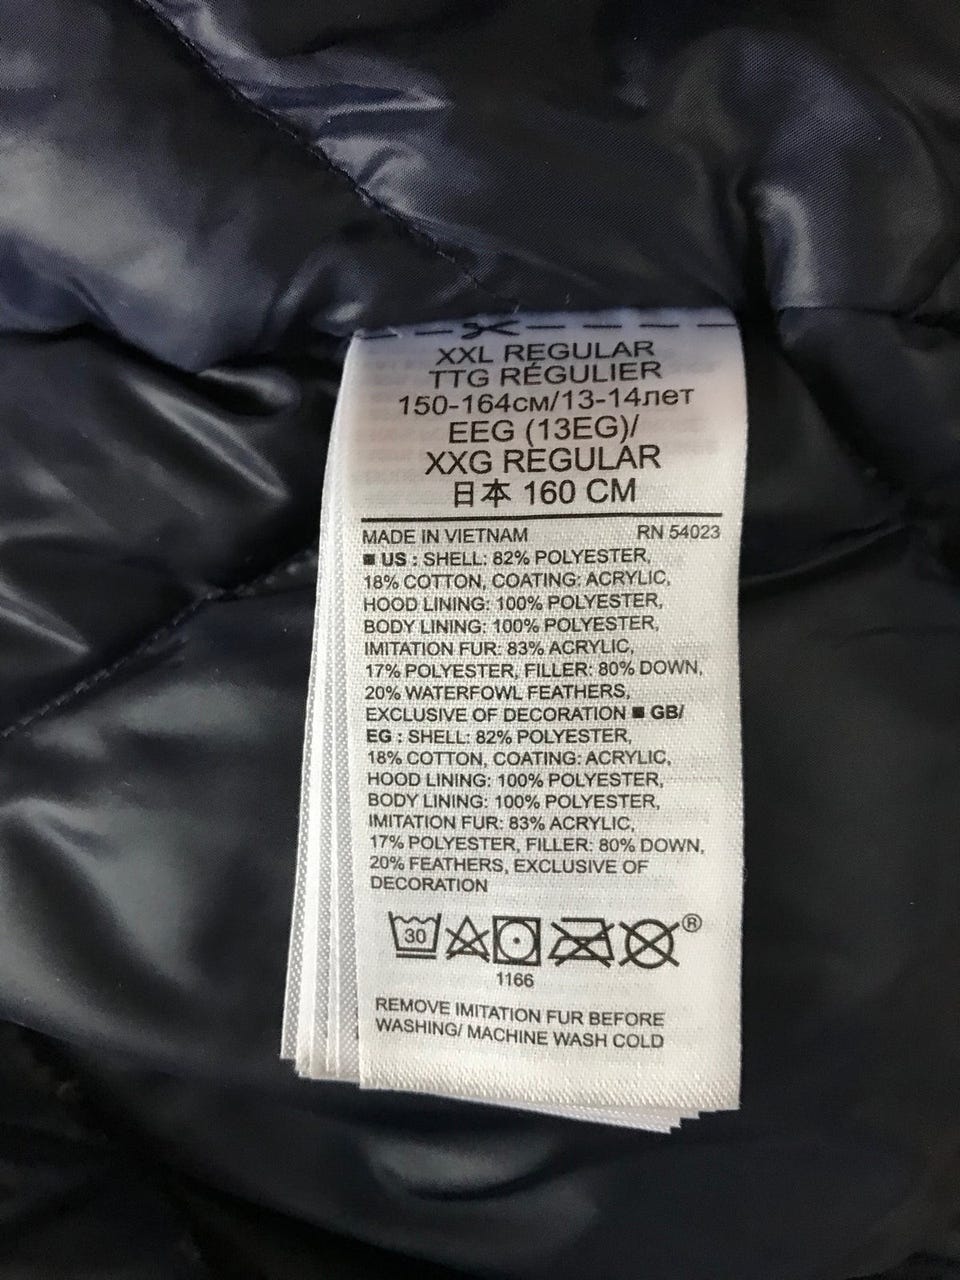 XXL REGULAR
TTG RÉGULIER
150-164см/13-14лет
EEG (13EG)/
XXG REGULAR
日本 160 CM
MADE IN VIETNAM RN 54023
■ US : SHELL: 82% POLYESTER,
18% COTTON, COATING: ACRYLIC,
HOOD LINING: 100% POLYESTER,
BODY LINING: 100% POLYESTER,
IMITATION FUR: 83% ACRYLIC,
17% POLYESTER, FILLER: 80% DOWN,
20% WATERFOWL FEATHERS,
EXCLUSIVE OF DECORATION ■ GB/
EG : SHELL: 82% POLYESTER,
18% COTTON, COATING: ACRYLIC,
HOOD LINING: 100% POLYESTER,
BODY LINING: 100% POLYESTER,
IMITATION FUR: 83% ACRYLIC,
17% POLYESTER, FILLER: 80% DOWN,
20% FEATHERS, EXCLUSIVE OF
DECORATION
30 ®
1166
REMOVE IMITATION FUR BEFORE
WASHING/ MACHINE WASH COLD